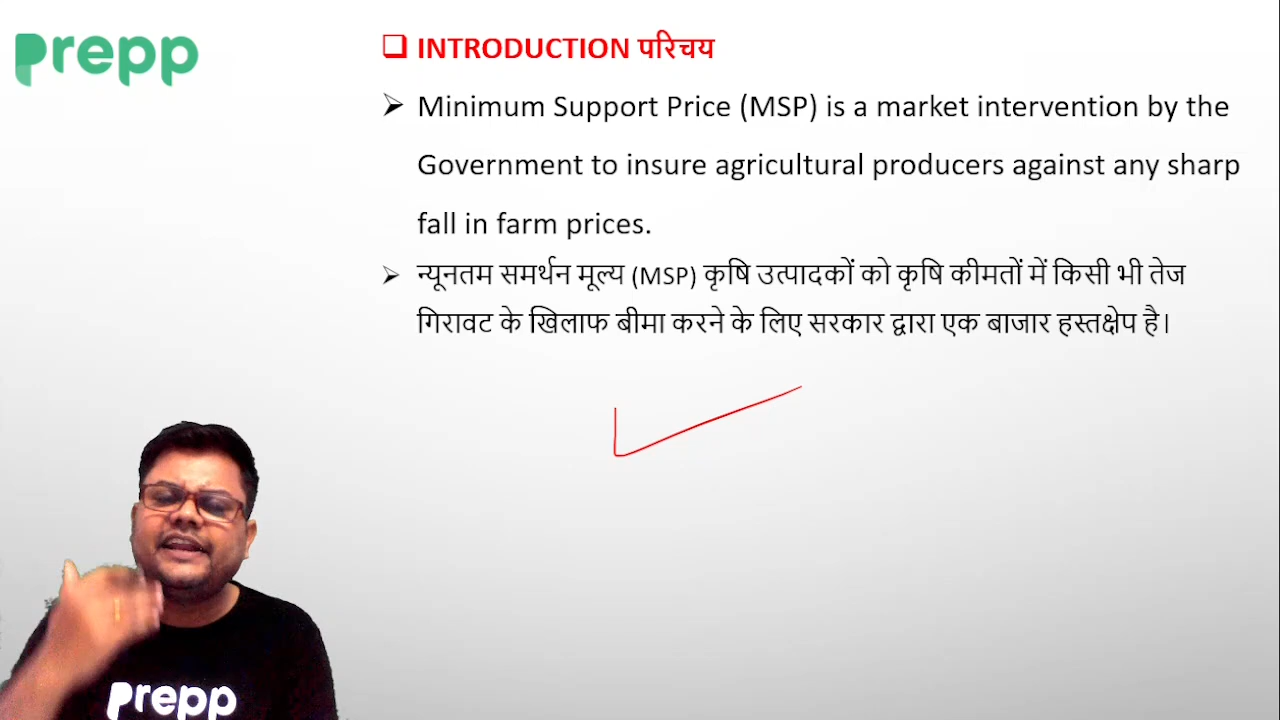 prepp
INTRODUCTION परिचय
Minimum Support Price (MSP) is a market intervention by the
Government to insure agricultural producers against any sharp
fall in farm prices.
न्यूनतम समर्थन मूल्य (MSP) कृषि उत्पादकों को कृषि कीमतों में किसी भी तेज
गिरावट के खिलाफ बीमा करने के लिए सरकार द्वारा एक बाजार हस्तक्षेप है।
prepp